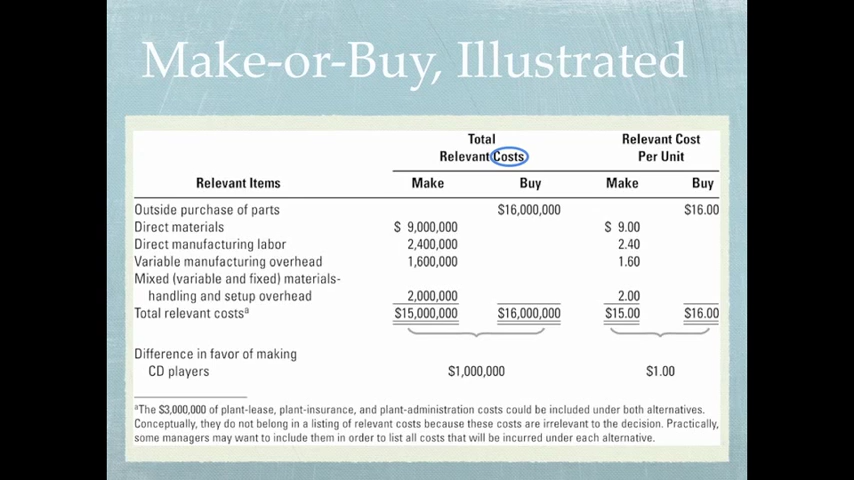 Make-or-Buy, Illustrated
Total Relevant Cost
Relevant Costs Per Unit
Relevant Items Make Buy Make Buy
Outside purchase of parts $16,000,000 $16.00
Direct materials $ 9,000,000 $ 9.00
Direct manufacturing labor 2,400,000 2.40
Variable manufacturing overhead 1,600,000 1.60
Mixed (variable and fixed) materials-
handling and setup overhead 2,000,000 2.00
Total relevant costsa $15,000,000 $16,000,000 $15.00 $16.00
Difference in favor of making
CD players $1,000,000 $1.00
aThe $3,000,000 of plant-lease, plant-insurance, and plant-administration costs could be included under both alternatives.
Conceptually, they do not belong in a listing of relevant costs because these costs are irrelevant to the decision. Practically,
some managers may want to include them in order to list all costs that will be incurred under each alternative.